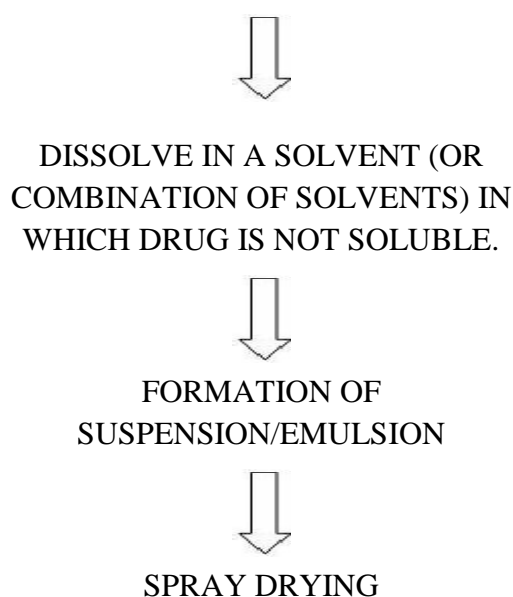 DISSOLVE IN A SOLVENT (OR
COMBINATION OF SOLVENTS) IN
WHICH DRUG IS NOT SOLUBLE.
FORMATION OF
SUSPENSION/EMULSION
SPRAY DRYING